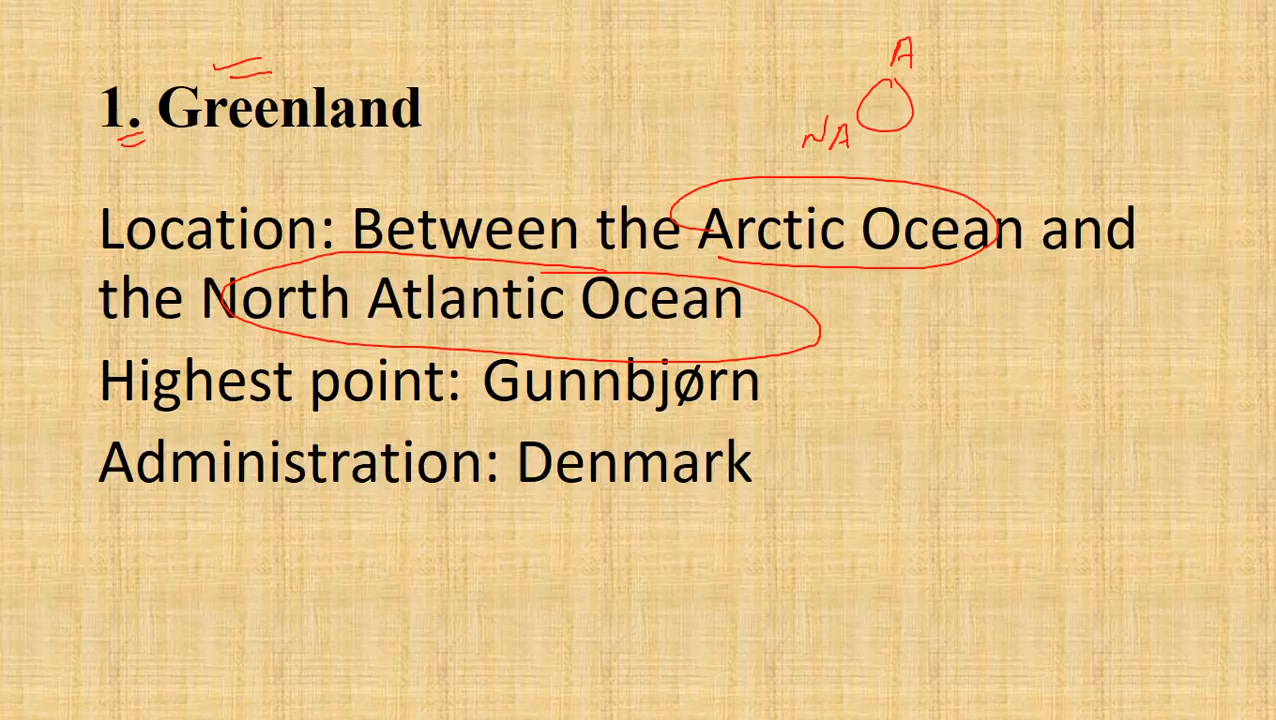 A
1. Greenland
NA
Location: Between the Arctic Ocean and
the North Atlantic Ocean
Highest point: Gunnbjørn
Administration: Denmark